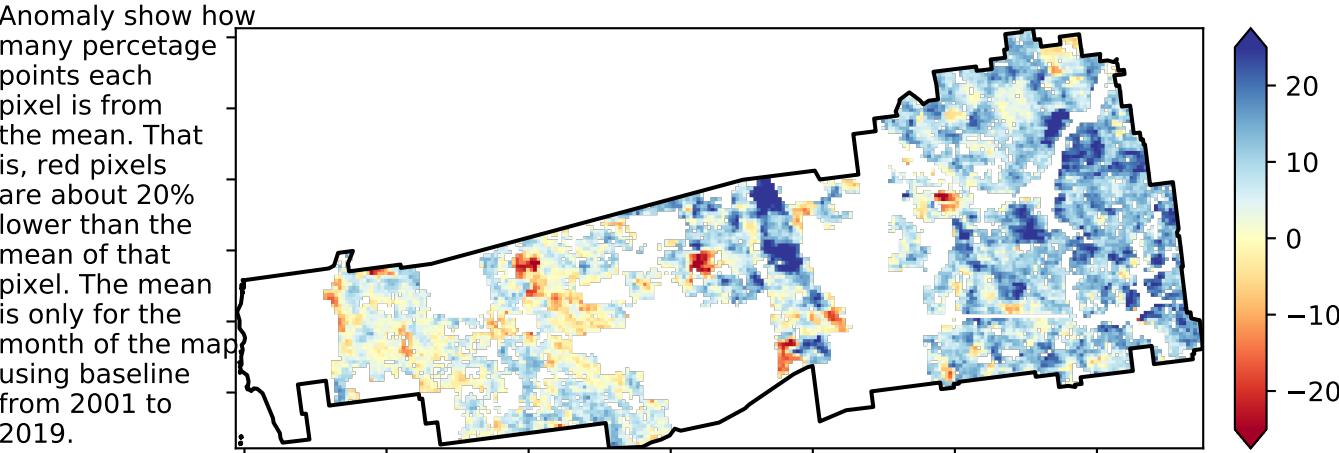 Anomaly show how
many percetage
points each
pixel is from
the mean. That
is, red pixels
are about 20%
lower than the
mean of that
pixel. The mean
is only for the
month of the map
using baseline
from 2001 to
2019.
20
10
0
−10
−20